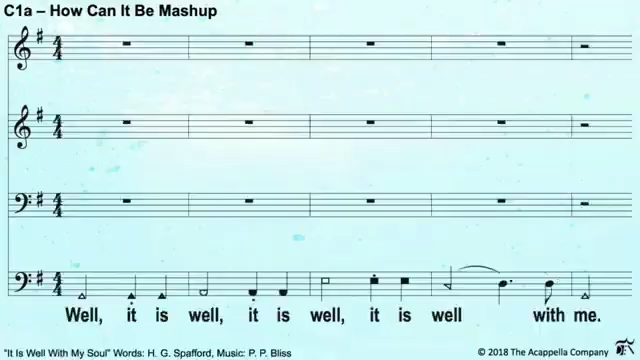 C1a – How Can It Be Mashup
Well, it is well, it is well, it is well with me.
"It Is Well With My Soul" Words: H. G. Spafford, Music: P. P. Bliss
© 2018 The Acappella Company